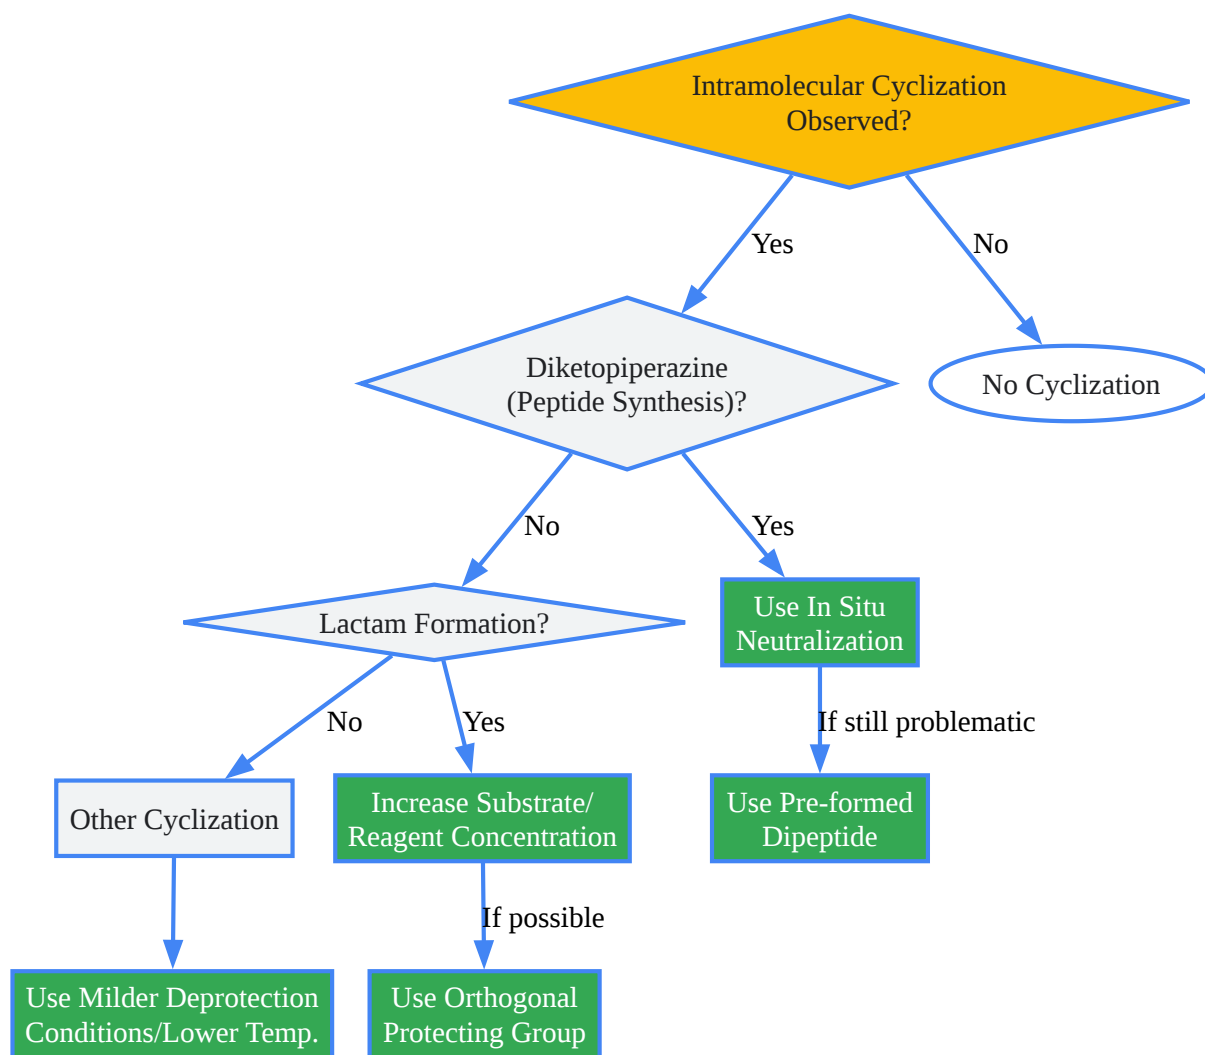 Intramolecular Cyclization
Observed?
Yes
No
Diketopiperazine
(Peptide Synthesis)?
No Cyclization
No
Yes
Lactam Formation?
Use In Situ
Neutralization
No
Yes
If still problematic
Other Cyclization
Increase Substrate/
Reagent Concentration
Use Pre-formed
Dipeptide
If possible
Use Milder Deprotection
Conditions/Lower Temp.
Use Orthogonal
Protecting Group